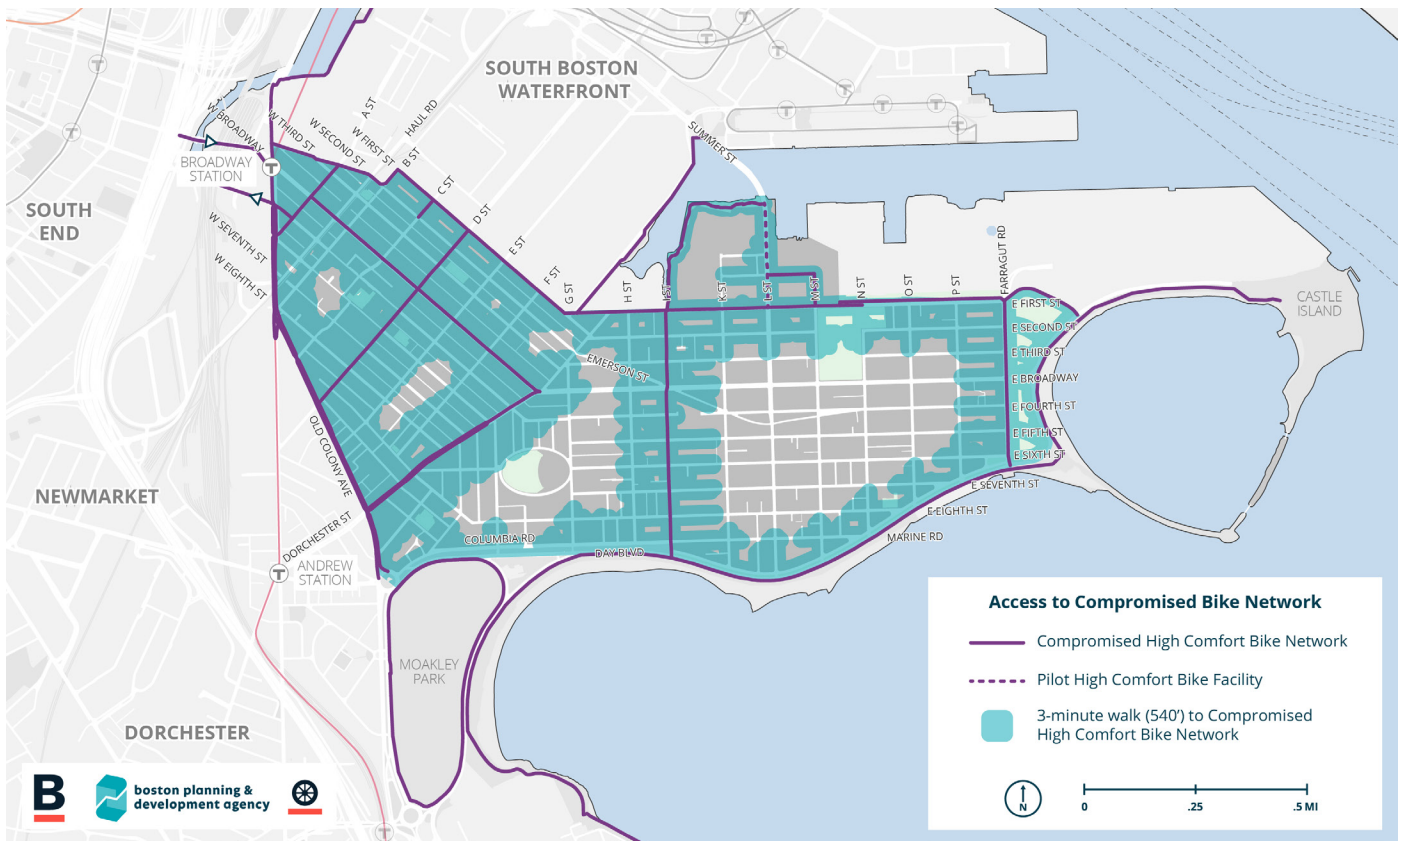 SOUTH BOSTON
WATERFRONT
A ST
HAUL RD
W BROADWAY
W THIRD ST
W SECOND ST
W FIRST ST
B ST
SUMMER ST
BROADWAY
STATION
T
C ST
D ST
SOUTH
END
W SEVENTH ST
W EIGHTH ST
E ST
F ST
G ST
H ST
I ST
K ST
L ST
M ST
N ST
O ST
P ST
FARRAGUT RD
CASTLE
ISLAND
E FIRST ST
E SECOND ST
E THIRD ST
EMERSON ST
E BROADWAY
E FOURTH ST
E FIFTH ST
E SIXTH ST
E SEVENTH ST
E EIGHTH ST
MARINE RD
OLD COLONY AVE
NEWMARKET
DORCHESTER ST
COLUMBIA RD
DAY BLVD
T
ANDREW
STATION
MOAKLEY
PARK
DORCHESTER
Access to Compromised Bike Network
Compromised High Comfort Bike Network
Pilot High Comfort Bike Facility
3-minute walk (540’) to Compromised
High Comfort Bike Network
N
0 .25 .5 MI
B
boston planning &
development agency